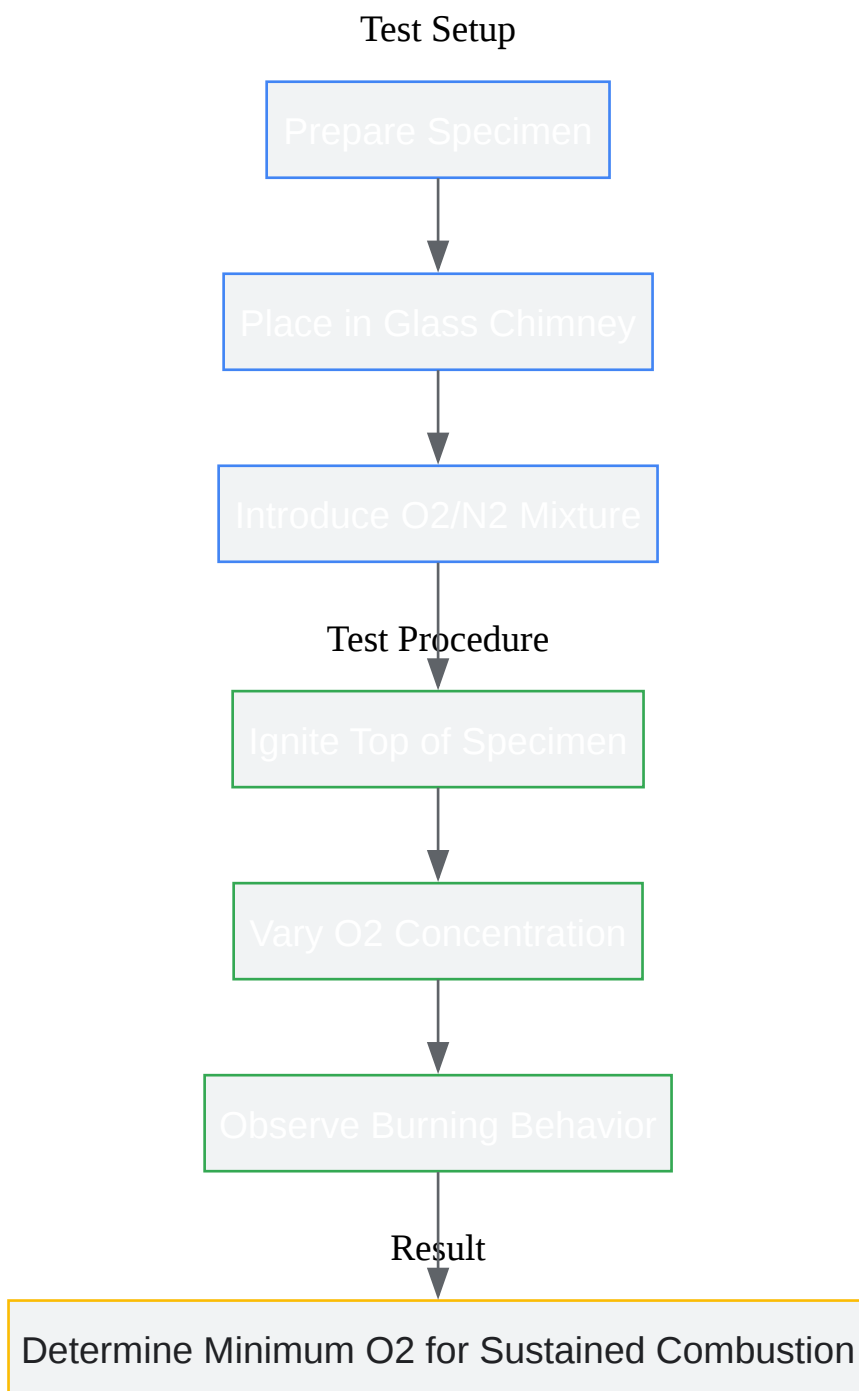 Test Setup
Prepare Specimen
Place in Glass Chimney
Introduce O2/N2 Mixture
Test Procedure
Ignite Top of Specimen
Vary O2 Concentration
Observe Burning Behavior
Result
Determine Minimum O2 for Sustained Combustion